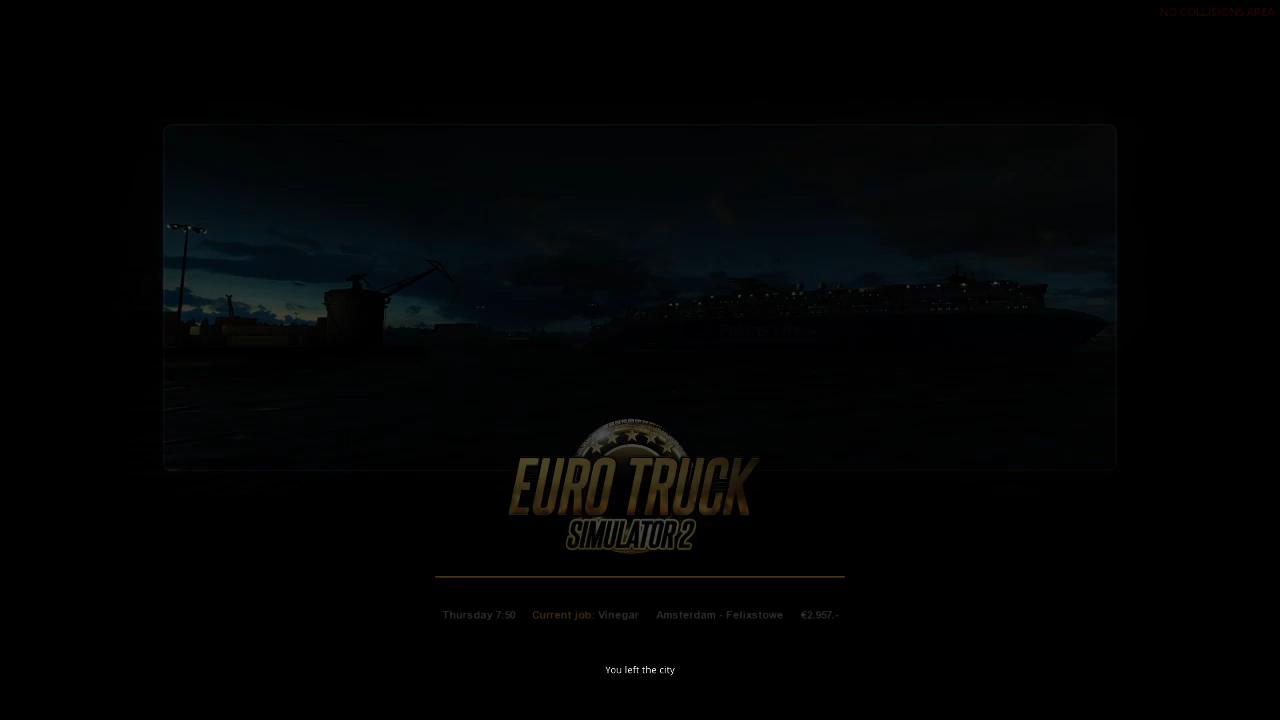 NO COLLISIONS AREA
EURO TRUCK
SIMULATOR 2
Thursday 7:50 Current job: Vinegar Amsterdam - Felixstowe €2.957.-
You left the city